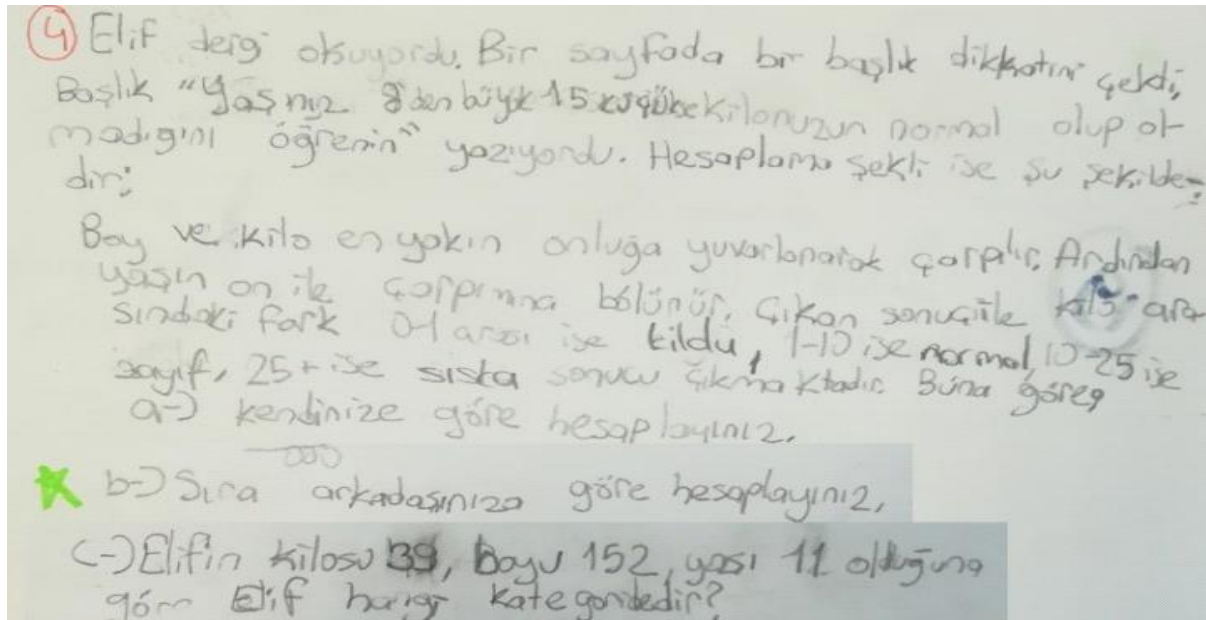 4 Elif dergi okuyordu. Bir sayfada bir başlık dikkatini çekti;
Başlık "Yaşınız 8 den büyük 15 küçükse kilonuzun normal olup ol-
madığını öğrenin" yazıyordu. Hesaplama şekli ise şu şekilde-
dir;
Boy ve kilo en yakın onluğa yuvarlanarak çarpılır. Ardından
yaşın on ile çarpımına bölünür. Çıkan sonuç ile kilo ara-
sındaki fark 0-1 arası ise kildu, 1-10 ise normal, 10-25 ise
zayıf, 25+ ise sıska sonucu çıkmaktadır. Buna göre;
a-) kendinize göre hesaplayınız.
b-) Sıra arkadaşınıza göre hesaplayınız,
c-) Elifin kilosu 39, boyu 152, yaşı 11 olduğuna
göre Elif hangi kategoridedir?